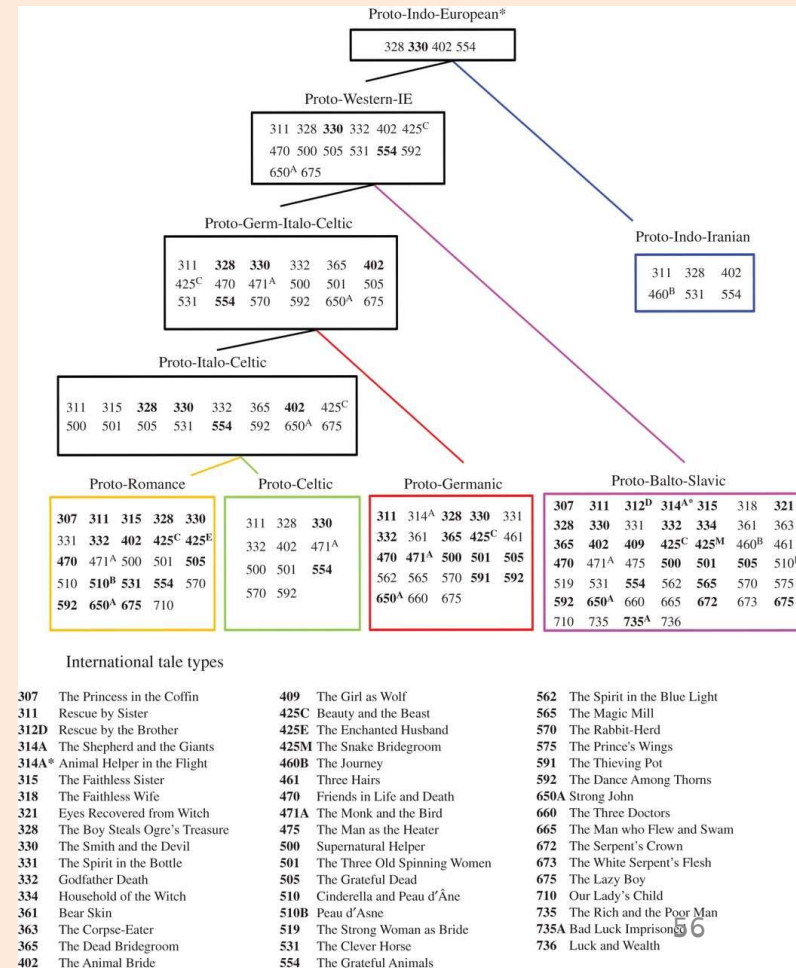 Proto-Indo-European*
328 330 402 554
Proto-Western-IE
311 328 330 332 402 425C
470 500 505 531 554 592
650A 675
Proto-Germ-Italo-Celtic
311 328 330 332 365 402
425C 470 471A 500 501 505
531 554 570 592 650A 675
Proto-Indo-Iranian
311 328 402
460B 531 554
Proto-Italo-Celtic
311 315 328 330 332 365 402 425C
500 501 505 531 554 592 650A 675
Proto-Romance
307 311 315 328 330
331 332 402 425C 425E
470 471A 500 501 505
510 510B 531 554 570
592 650A 675 710
Proto-Celtic
311 328 330
332 402 471A
500 501 554
570 592
Proto-Germanic
311 314A 328 330 331
332 361 365 425C 461
470 471A 500 501 505
562 565 570 591 592
650A 660 675
Proto-Balto-Slavic
307 311 312D 314A* 315 318 321
328 330 331 332 334 361 363
365 402 409 425C 425M 460B 461
470 471A 475 500 501 505
519 531 554 562 565 570 575
592 650A 660 665 672 673 675
710 735 735A 736
International tale types
307 The Princess in the Coffin
311 Rescue by Sister
312D Rescue by the Brother
314A The Shepherd and the Giants
314A* Animal Helper in the Flight
315 The Faithless Sister
318 The Faithless Wife
321 Eyes Recovered from Witch
328 The Boy Steals Ogre's Treasure
330 The Smith and the Devil
331 The Spirit in the Bottle
332 Godfather Death
334 Household of the Witch
361 Bear Skin
363 The Corpse-Eater
365 The Dead Bridegroom
402 The Animal Bride
409 The Girl as Wolf
425C Beauty and the Beast
425E The Enchanted Husband
425M The Snake Bridegroom
460B The Journey
461 Three Hairs
470 Friends in Life and Death
471A The Monk and the Bird
475 The Man as the Heater
500 Supernatural Helper
501 The Three Old Spinning Women
505 The Grateful Dead
510 Cinderella and Peau d'Âne
510B Peau d'Asne
519 The Strong Woman as Bride
531 The Clever Horse
554 The Grateful Animals
562 The Spirit in the Blue Light
565 The Magic Mill
570 The Rabbit-Herd
575 The Prince's Wings
591 The Thieving Pot
592 The Dance Among Thorns
650A Strong John
660 The Three Doctors
665 The Man who Flew and Swam
672 The Serpent's Crown
673 The White Serpent's Flesh
675 The Lazy Boy
710 Our Lady's Child
735 The Rich and the Poor Man
735A Bad Luck Imprisoned
736 Luck and Wealth
56